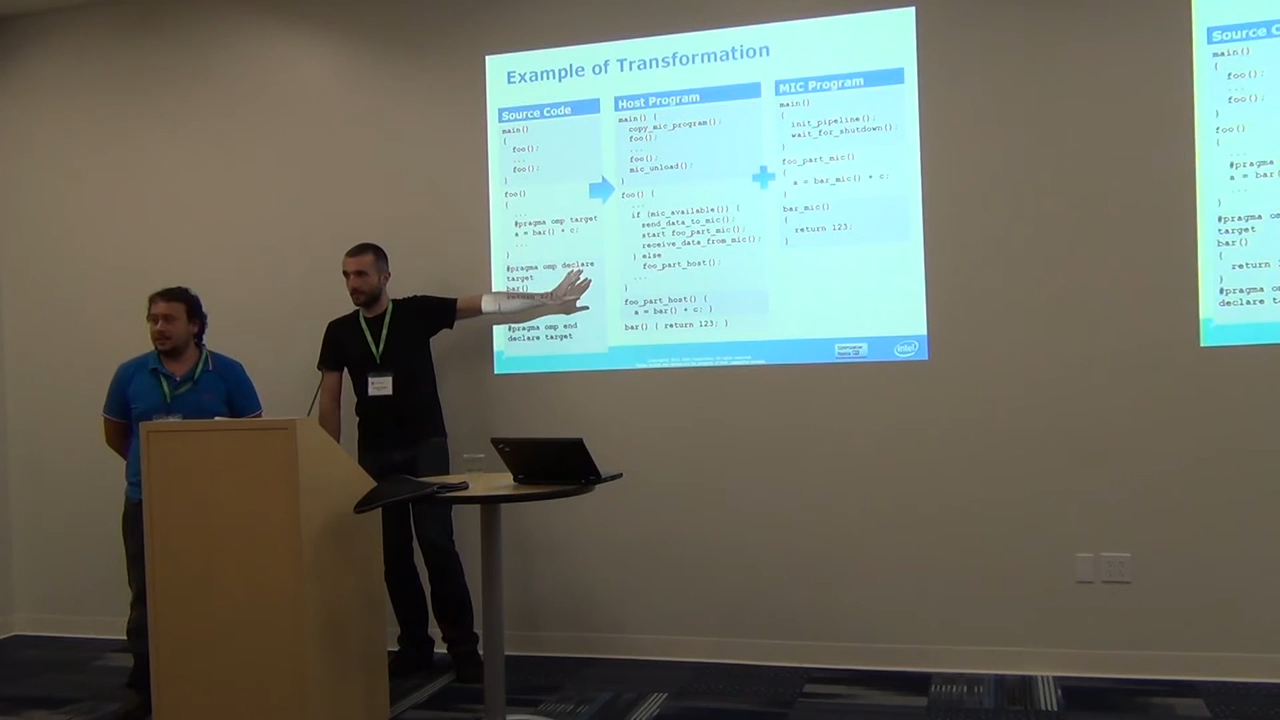 Example of Transformation
Source Code
main()
{
foo();
...
foo();
}
foo()
{
...
#pragma omp target
a = bar() + c;
...
}
#pragma omp declare
target
bar()
#pragma omp end
declare target
Host Program
main() {
copy_mic_program();
foo();
...
foo();
mic_unload();
}
foo() {
...
if (mic_available()) {
send_data_to_mic();
start foo_part_mic();
receive_data_from_mic();
} else
foo_part_host();
...
}
foo_part_host() {
a = bar() + c; }
bar() { return 123; }
MIC Program
main()
{
init_pipeline();
wait_for_shutdown();
}
foo_part_mic()
{
a = bar_mic() + c;
}
bar_mic()
{
return 123;
}
intel
Source C
main()
{
foo();
...
foo();
}
foo()
{
...
#pragma
a = bar
...
}
#pragma omp
target
bar()
{
return 1
}
#pragma omp
declare t